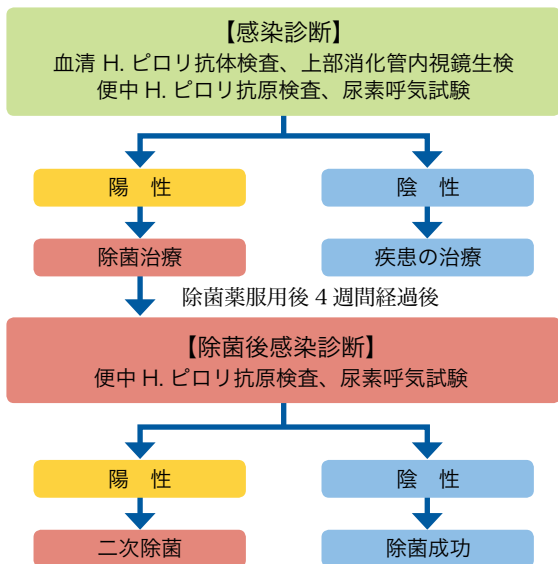 【感染診断】
血清 H. ピロリ抗体検査、上部消化管内視鏡生検
便中 H. ピロリ抗原検査、尿素呼気試験
陽　性
陰　性
除菌治療
疾患の治療
除菌薬服用後 4 週間経過後
【除菌後感染診断】
便中 H. ピロリ抗原検査、尿素呼気試験
陽　性
陰　性
二次除菌
除菌成功